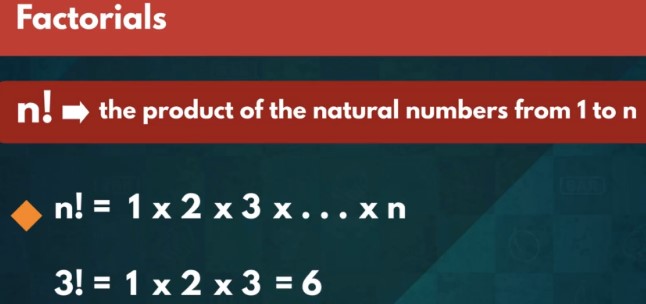 Factorials
n! ➡ the product of the natural numbers from 1 to n
n! = 1 x 2 x 3 x . . . x n
3! = 1 x 2 x 3 = 6